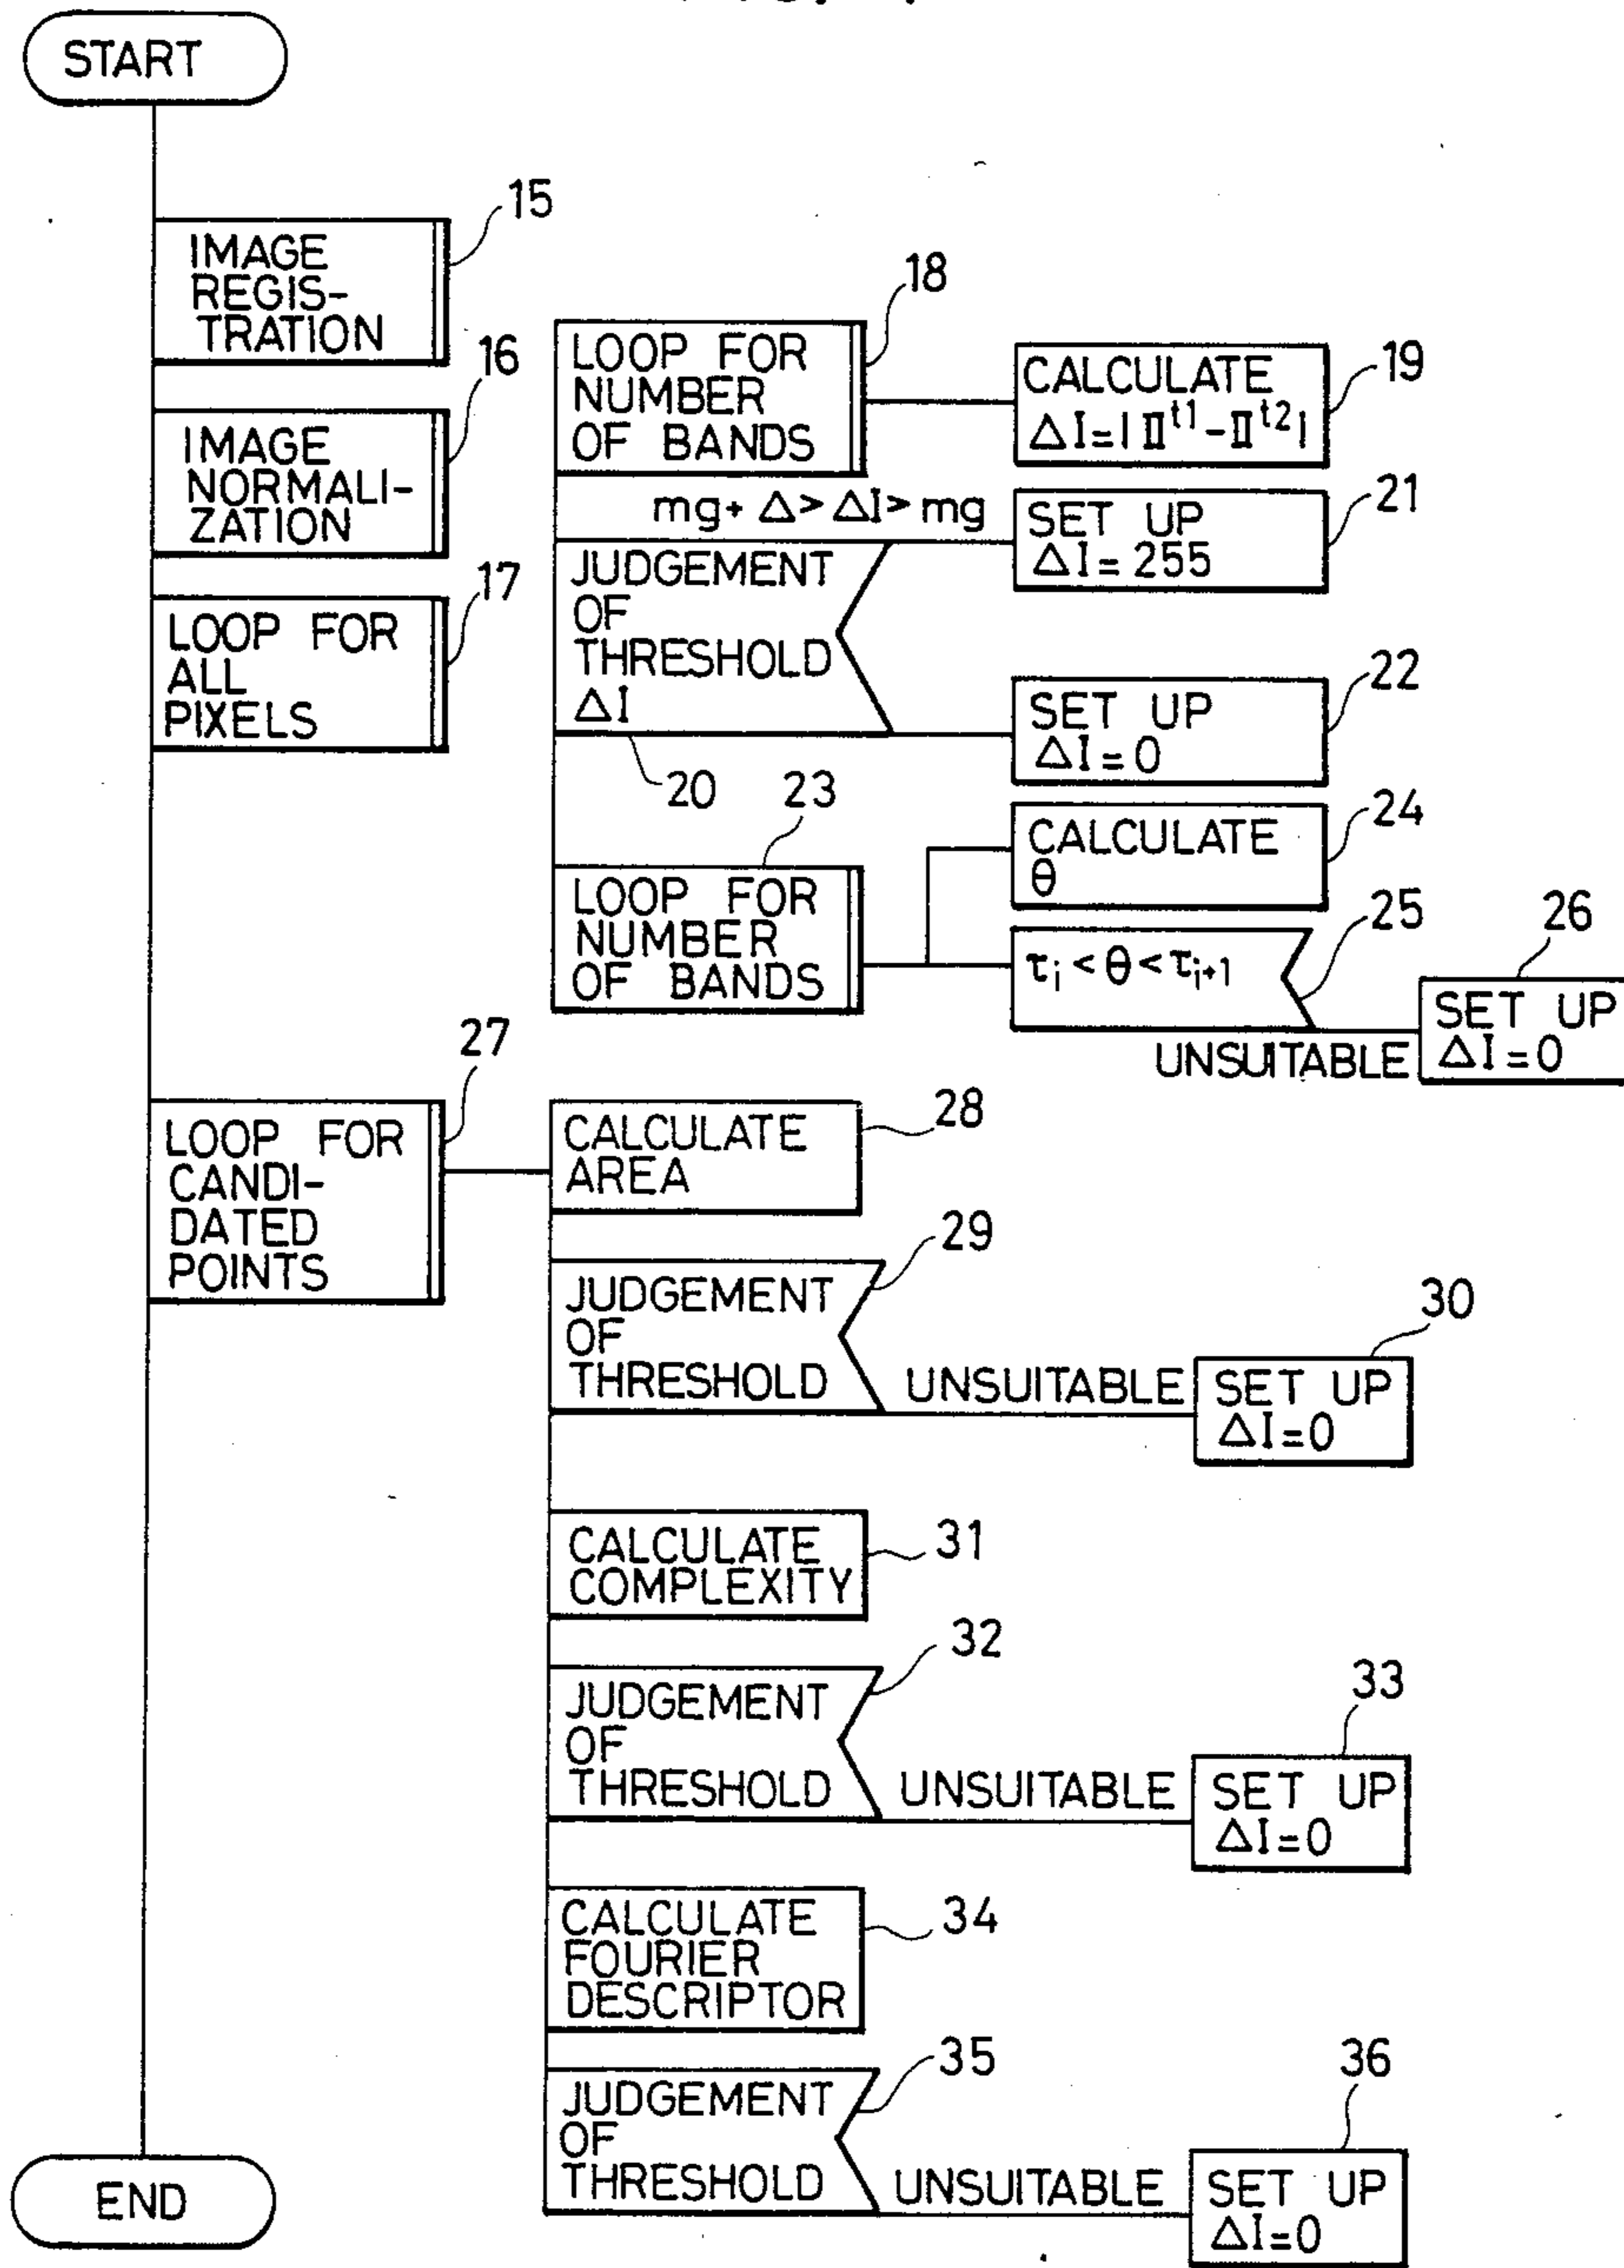 START
15
IMAGE
REGIS-
TRATION
16
IMAGE
NORMALI-
ZATION
17
LOOP FOR
ALL
PIXELS
18
LOOP FOR
NUMBER
OF BANDS
19
CALCULATE
ΔI=|𝕀^t1-𝕀^t2|
mg+ Δ> ΔI> mg
21
SET UP
ΔI= 255
JUDGEMENT
OF
THRESHOLD
ΔI
20
22
SET UP
ΔI= 0
23
LOOP FOR
NUMBER
OF BANDS
24
CALCULATE
θ
25
τi < θ < τi+1
UNSUITABLE
26
SET UP
ΔI=0
27
LOOP FOR
CANDI-
DATED
POINTS
28
CALCULATE
AREA
29
JUDGEMENT
OF
THRESHOLD
UNSUITABLE
30
SET UP
ΔI=0
31
CALCULATE
COMPLEXITY
32
JUDGEMENT
OF
THRESHOLD
UNSUITABLE
33
SET UP
ΔI=0
34
CALCULATE
FOURIER
DESCRIPTOR
35
JUDGEMENT
OF
THRESHOLD
UNSUITABLE
36
SET UP
ΔI=0
END